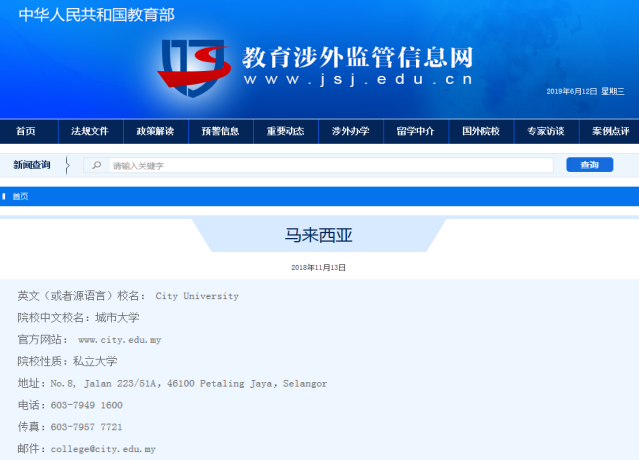 中华人民共和国教育部
教育涉外监管信息网
www.jsj.edu.cn
2019年6月12日 星期三
首页 法规文件 政策解读 预警信息 重要动态 涉外办学 留学中介 国外院校 专家访谈 案例点评
新闻查询 请输入关键字 查询
首页
马来西亚
2018年11月13日
英文（或者源语言）校名： City University
院校中文校名：城市大学
官方网站： www.city.edu.my
院校性质：私立大学
地址：No.8, Jalan 223/51A, 46100 Petaling Jaya, Selangor
电话：603-7949 1600
传真：603-7957 7721
邮件：college@city.edu.my